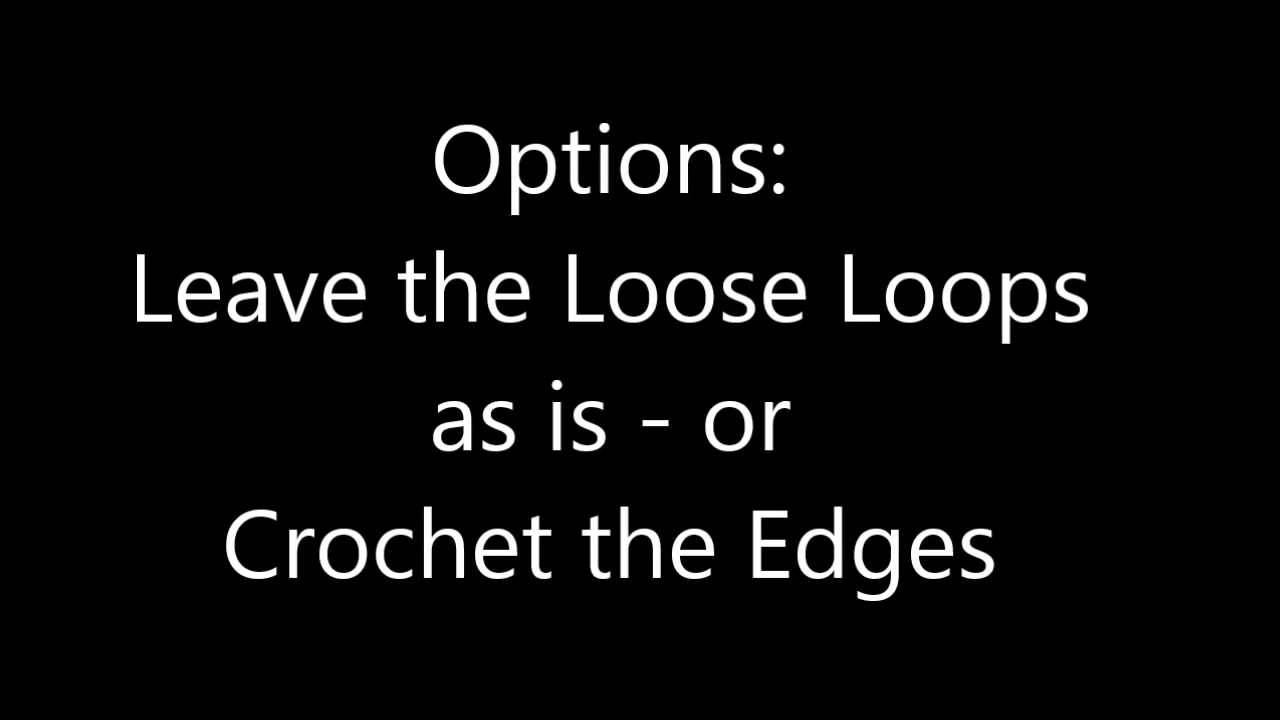 Options:
Leave the Loose Loops
as is - or
Crochet the Edges